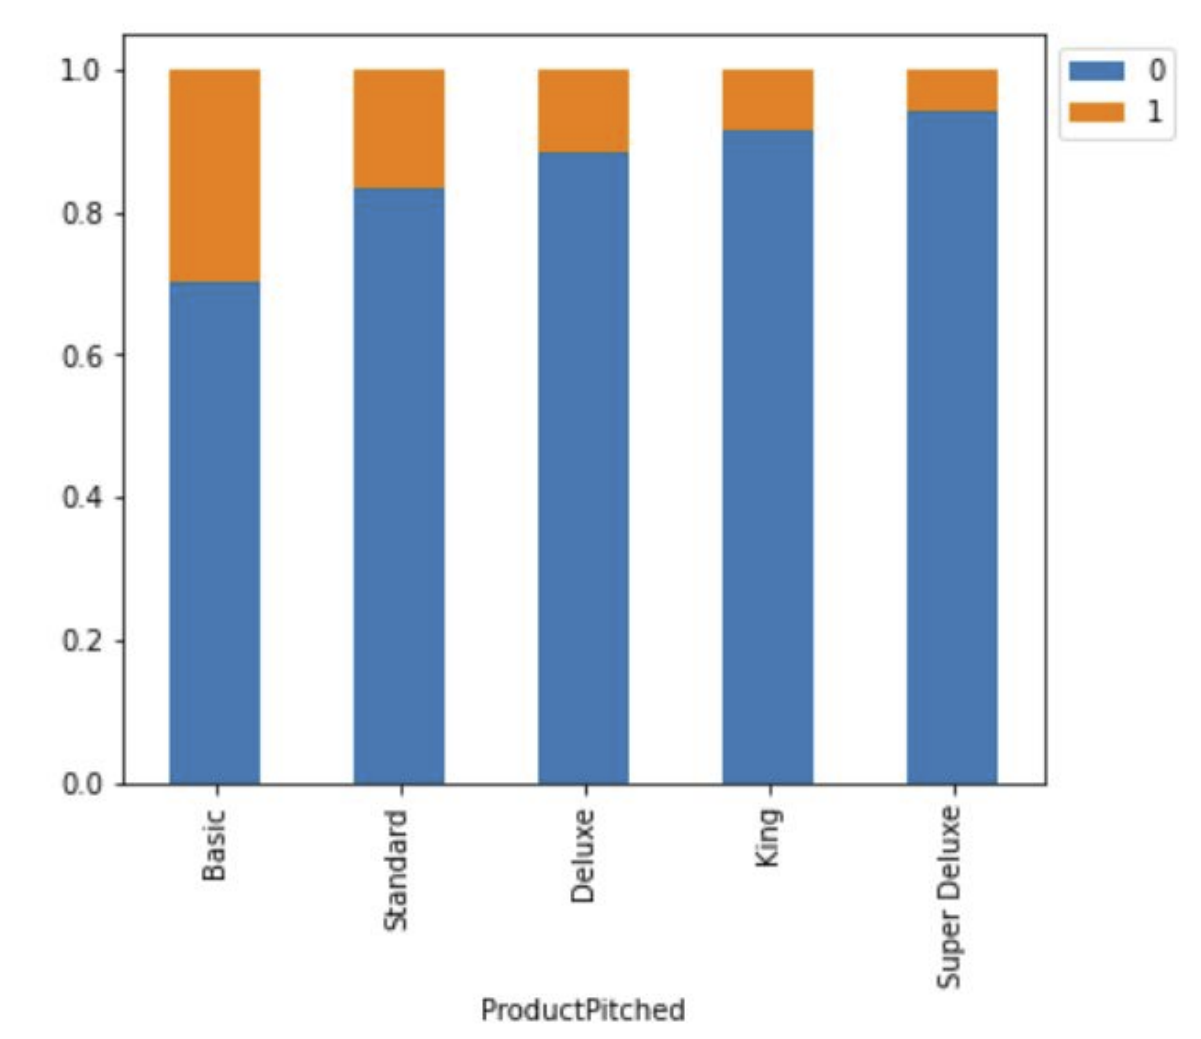 1.0
0.8
0.6
0.4
0.2
0.0
0
1
Basic
Standard
Deluxe
King
Super Deluxe
ProductPitched